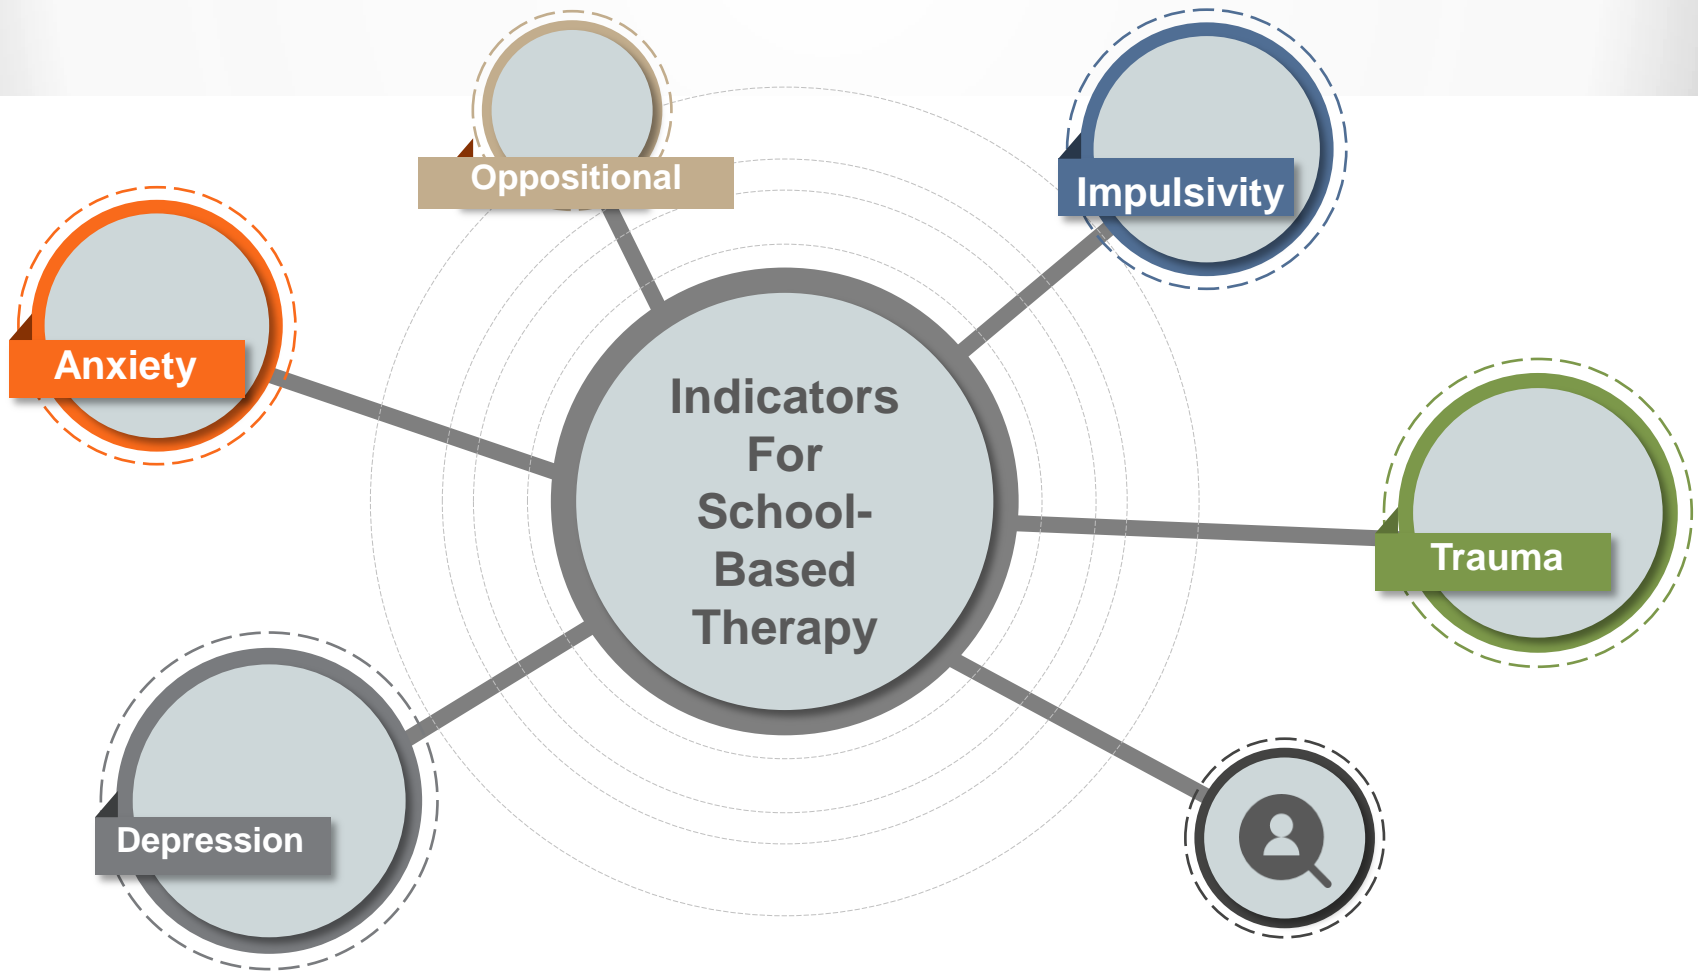 Oppositional
Impulsivity
Anxiety
Indicators
For
School-
Based
Therapy
Trauma
Depression